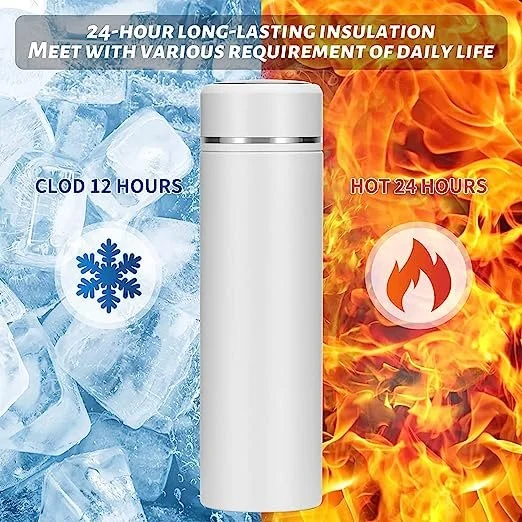 24-HOUR LONG-LASTING INSULATION
MEET WITH VARIOUS REQUIREMENT OF DAILY LIFE
CLOD 12 HOURS
HOT 24 HOURS